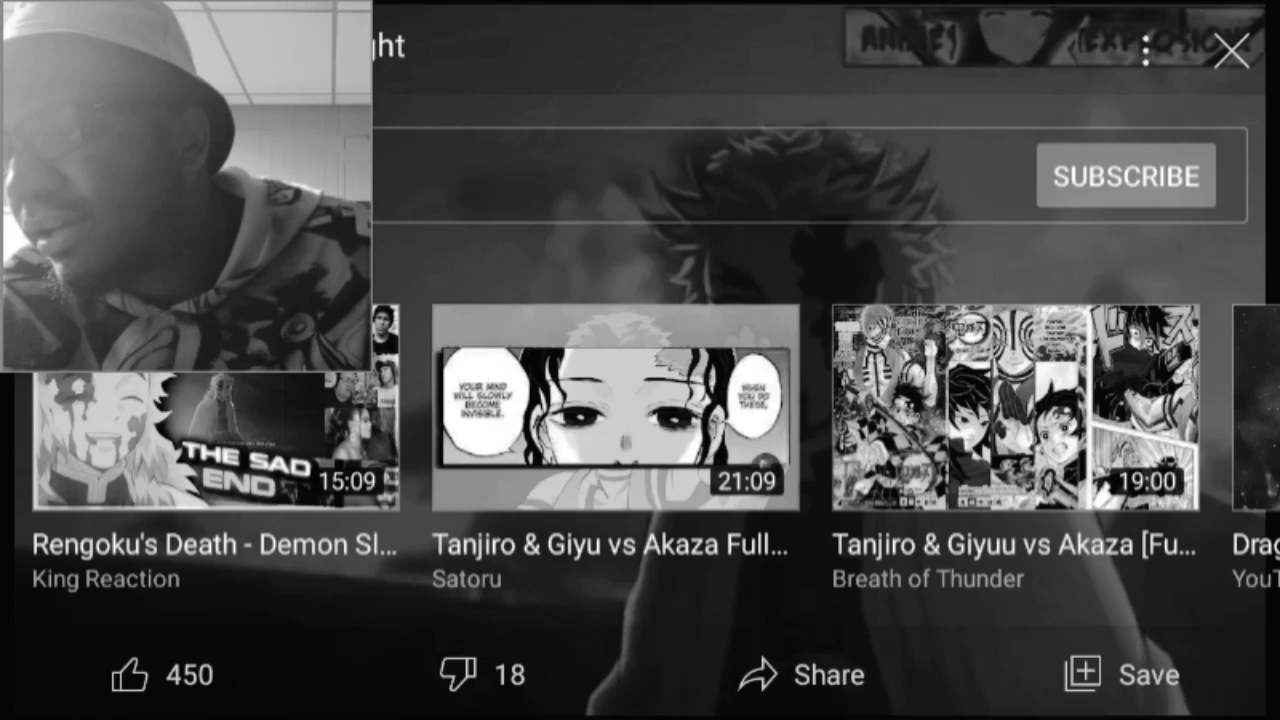 ght
ANIME EXPLOSION
SUBSCRIBE
YOUR MIND
WILL SLOWLY
BECOME
INVISIBLE.
WHEN
YOU DO
THESE,
THE SAD
END
15:09
21:09
19:00
Rengoku's Death - Demon Sl...
Tanjiro & Giyu vs Akaza Full...
Tanjiro & Giyuu vs Akaza [Fu...
Drag
King Reaction
Satoru
Breath of Thunder
YouT
450
18
Share
Save